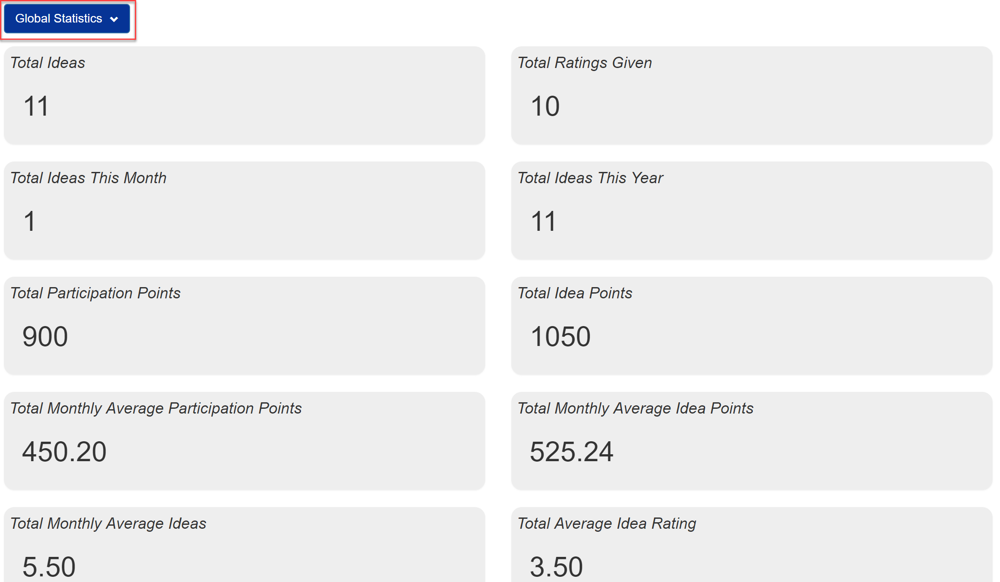 Global Statistics
Total Ideas
11
Total Ratings Given
10
Total Ideas This Month
1
Total Ideas This Year
11
Total Participation Points
900
Total Idea Points
1050
Total Monthly Average Participation Points
450.20
Total Monthly Average Idea Points
525.24
Total Monthly Average Ideas
5.50
Total Average Idea Rating
3.50